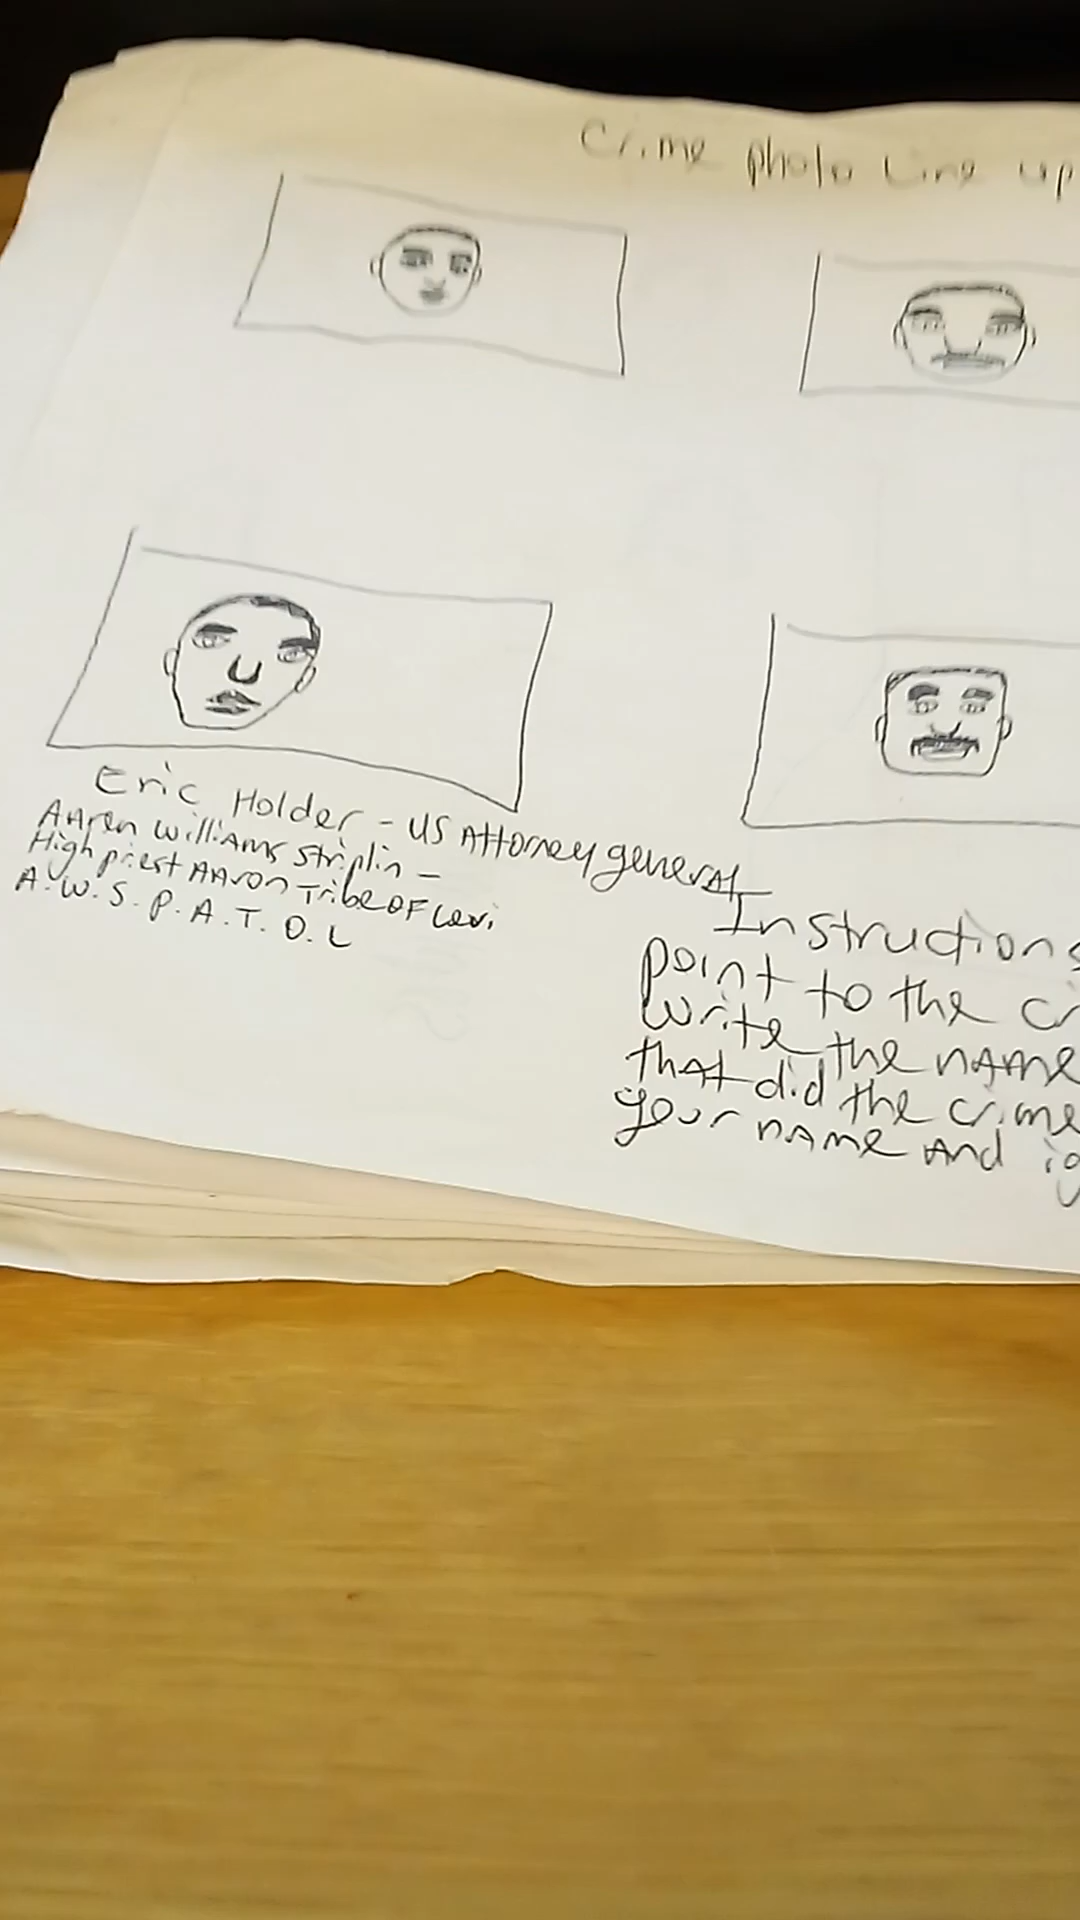 Crime photo Line up
Eric Holder - US Attorney general
Aaren Williams Striplin -
High priest AAron Tribe OF Levi
A.W.S.P.A.T.O.L
Instructions
point to the
write the name
that did the crime
your name and